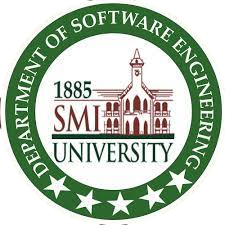 DEPARTMENT OF SOFTWARE ENGINEERING
1885
SMI
UNIVERSITY